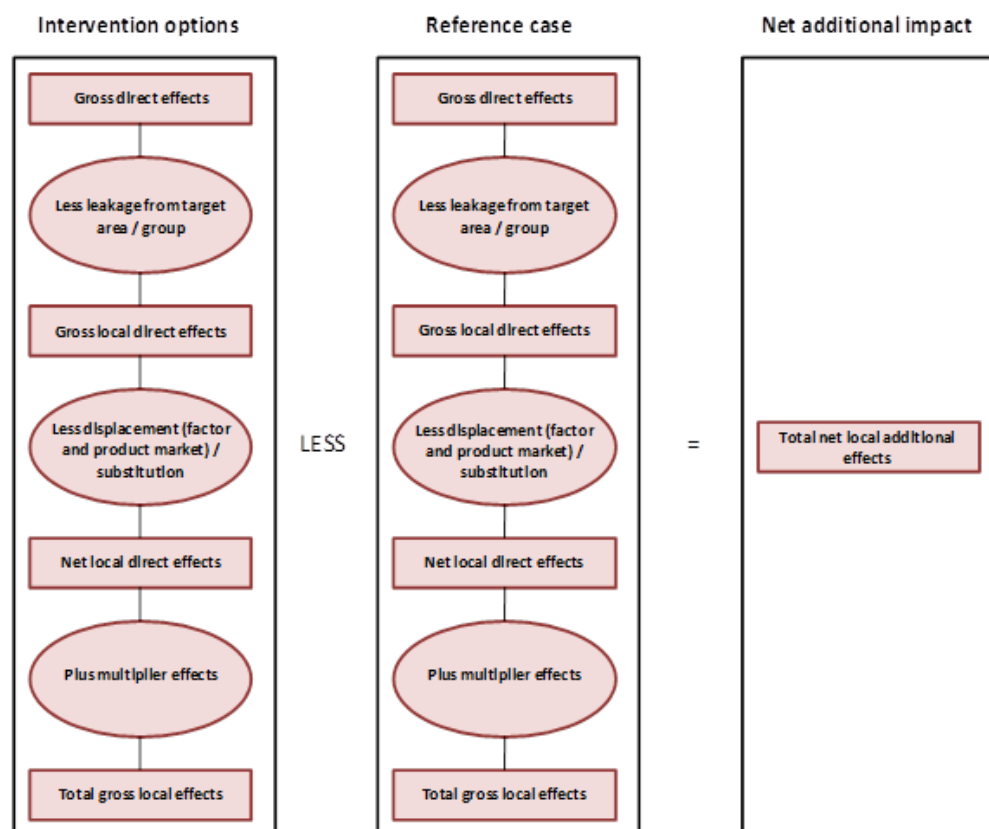 Intervention options
Reference case
Net additional impact
Gross direct effects
Less leakage from target
area / group
Gross local direct effects
Less displacement (factor
and product market) /
substitution
Net local direct effects
Plus multiplier effects
Total gross local effects
LESS
Gross direct effects
Less leakage from target
area / group
Gross local direct effects
Less displacement (factor
and product market) /
substitution
Net local direct effects
Plus multiplier effects
Total gross local effects
=
Total net local additional
effects